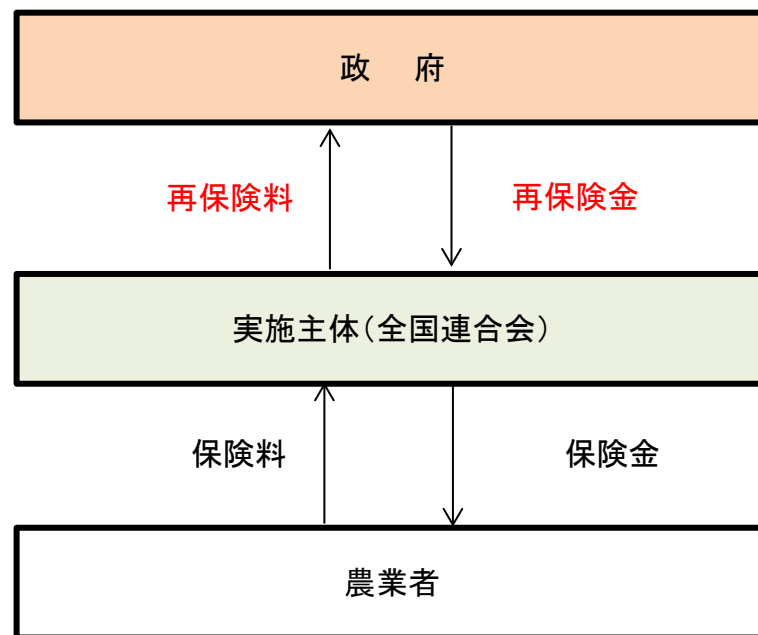 政　府
再保険料
再保険金
実施主体（全国連合会）
保険料
保険金
農業者